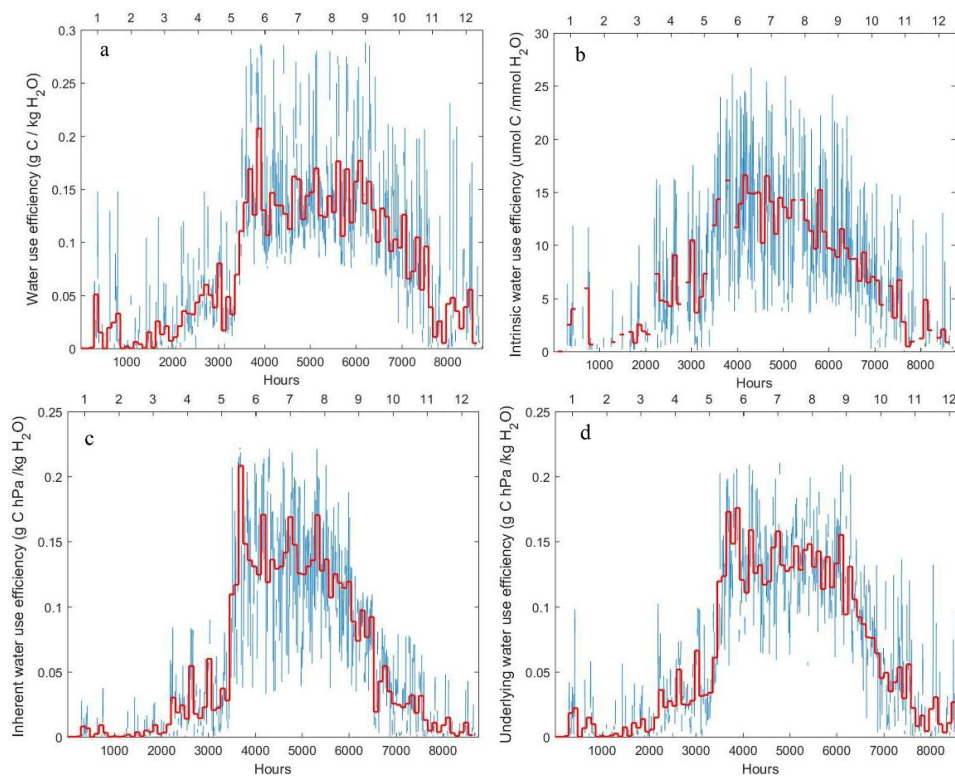 1 2 3 4 5 6 7 8 9 10 11 12
a
Water use efficiency (g C / kg H2O)
0.3
0.25
0.2
0.15
0.1
0.05
0
1000 2000 3000 4000 5000 6000 7000 8000
Hours
1 2 3 4 5 6 7 8 9 10 11 12
b
Intrinsic water use efficiency (umol C /mmol H2O)
30
25
20
15
10
5
0
1000 2000 3000 4000 5000 6000 7000 8000
Hours
1 2 3 4 5 6 7 8 9 10 11 12
c
Inherent water use efficiency (g C hPa /kg H2O)
0.25
0.2
0.15
0.1
0.05
0
1000 2000 3000 4000 5000 6000 7000 8000
Hours
1 2 3 4 5 6 7 8 9 10 11 12
d
Underlying water use efficiency (g C hPa /kg H2O)
0.25
0.2
0.15
0.1
0.05
0
1000 2000 3000 4000 5000 6000 7000 8000
Hours